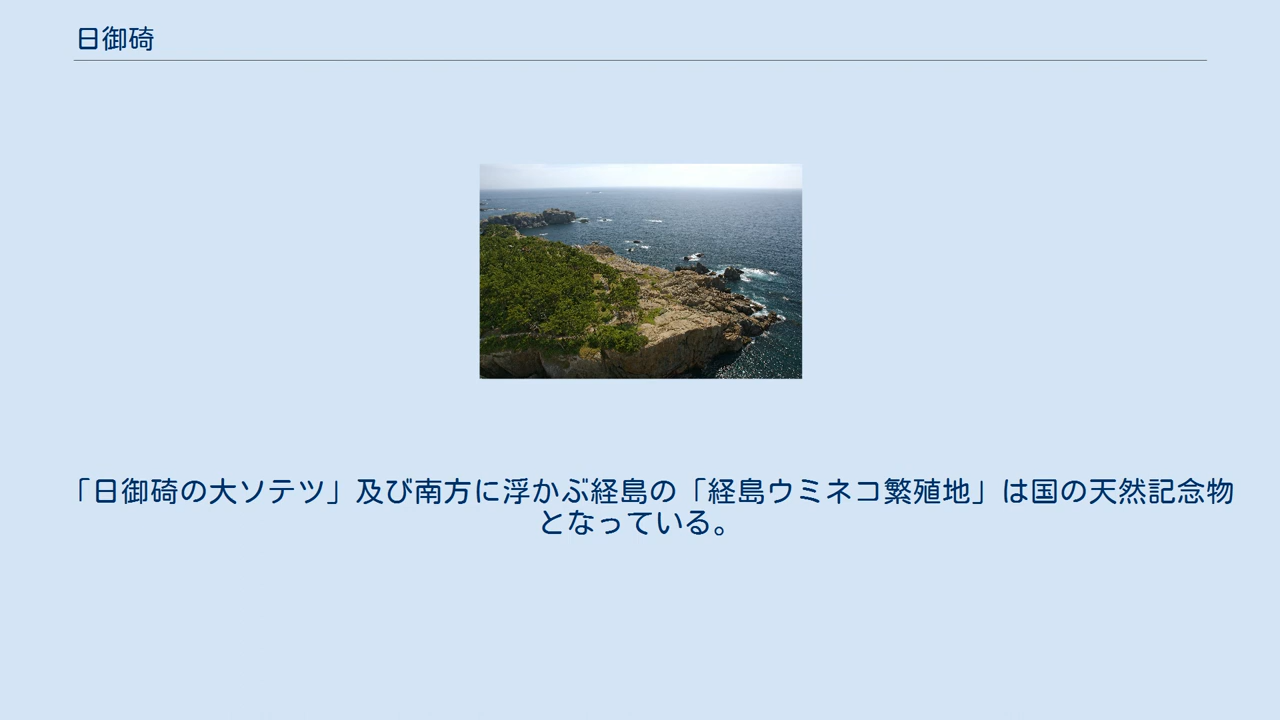 日御碕
「日御碕の大ソテツ」及び南方に浮かぶ経島の「経島ウミネコ繁殖地」は国の天然記念物
となっている。